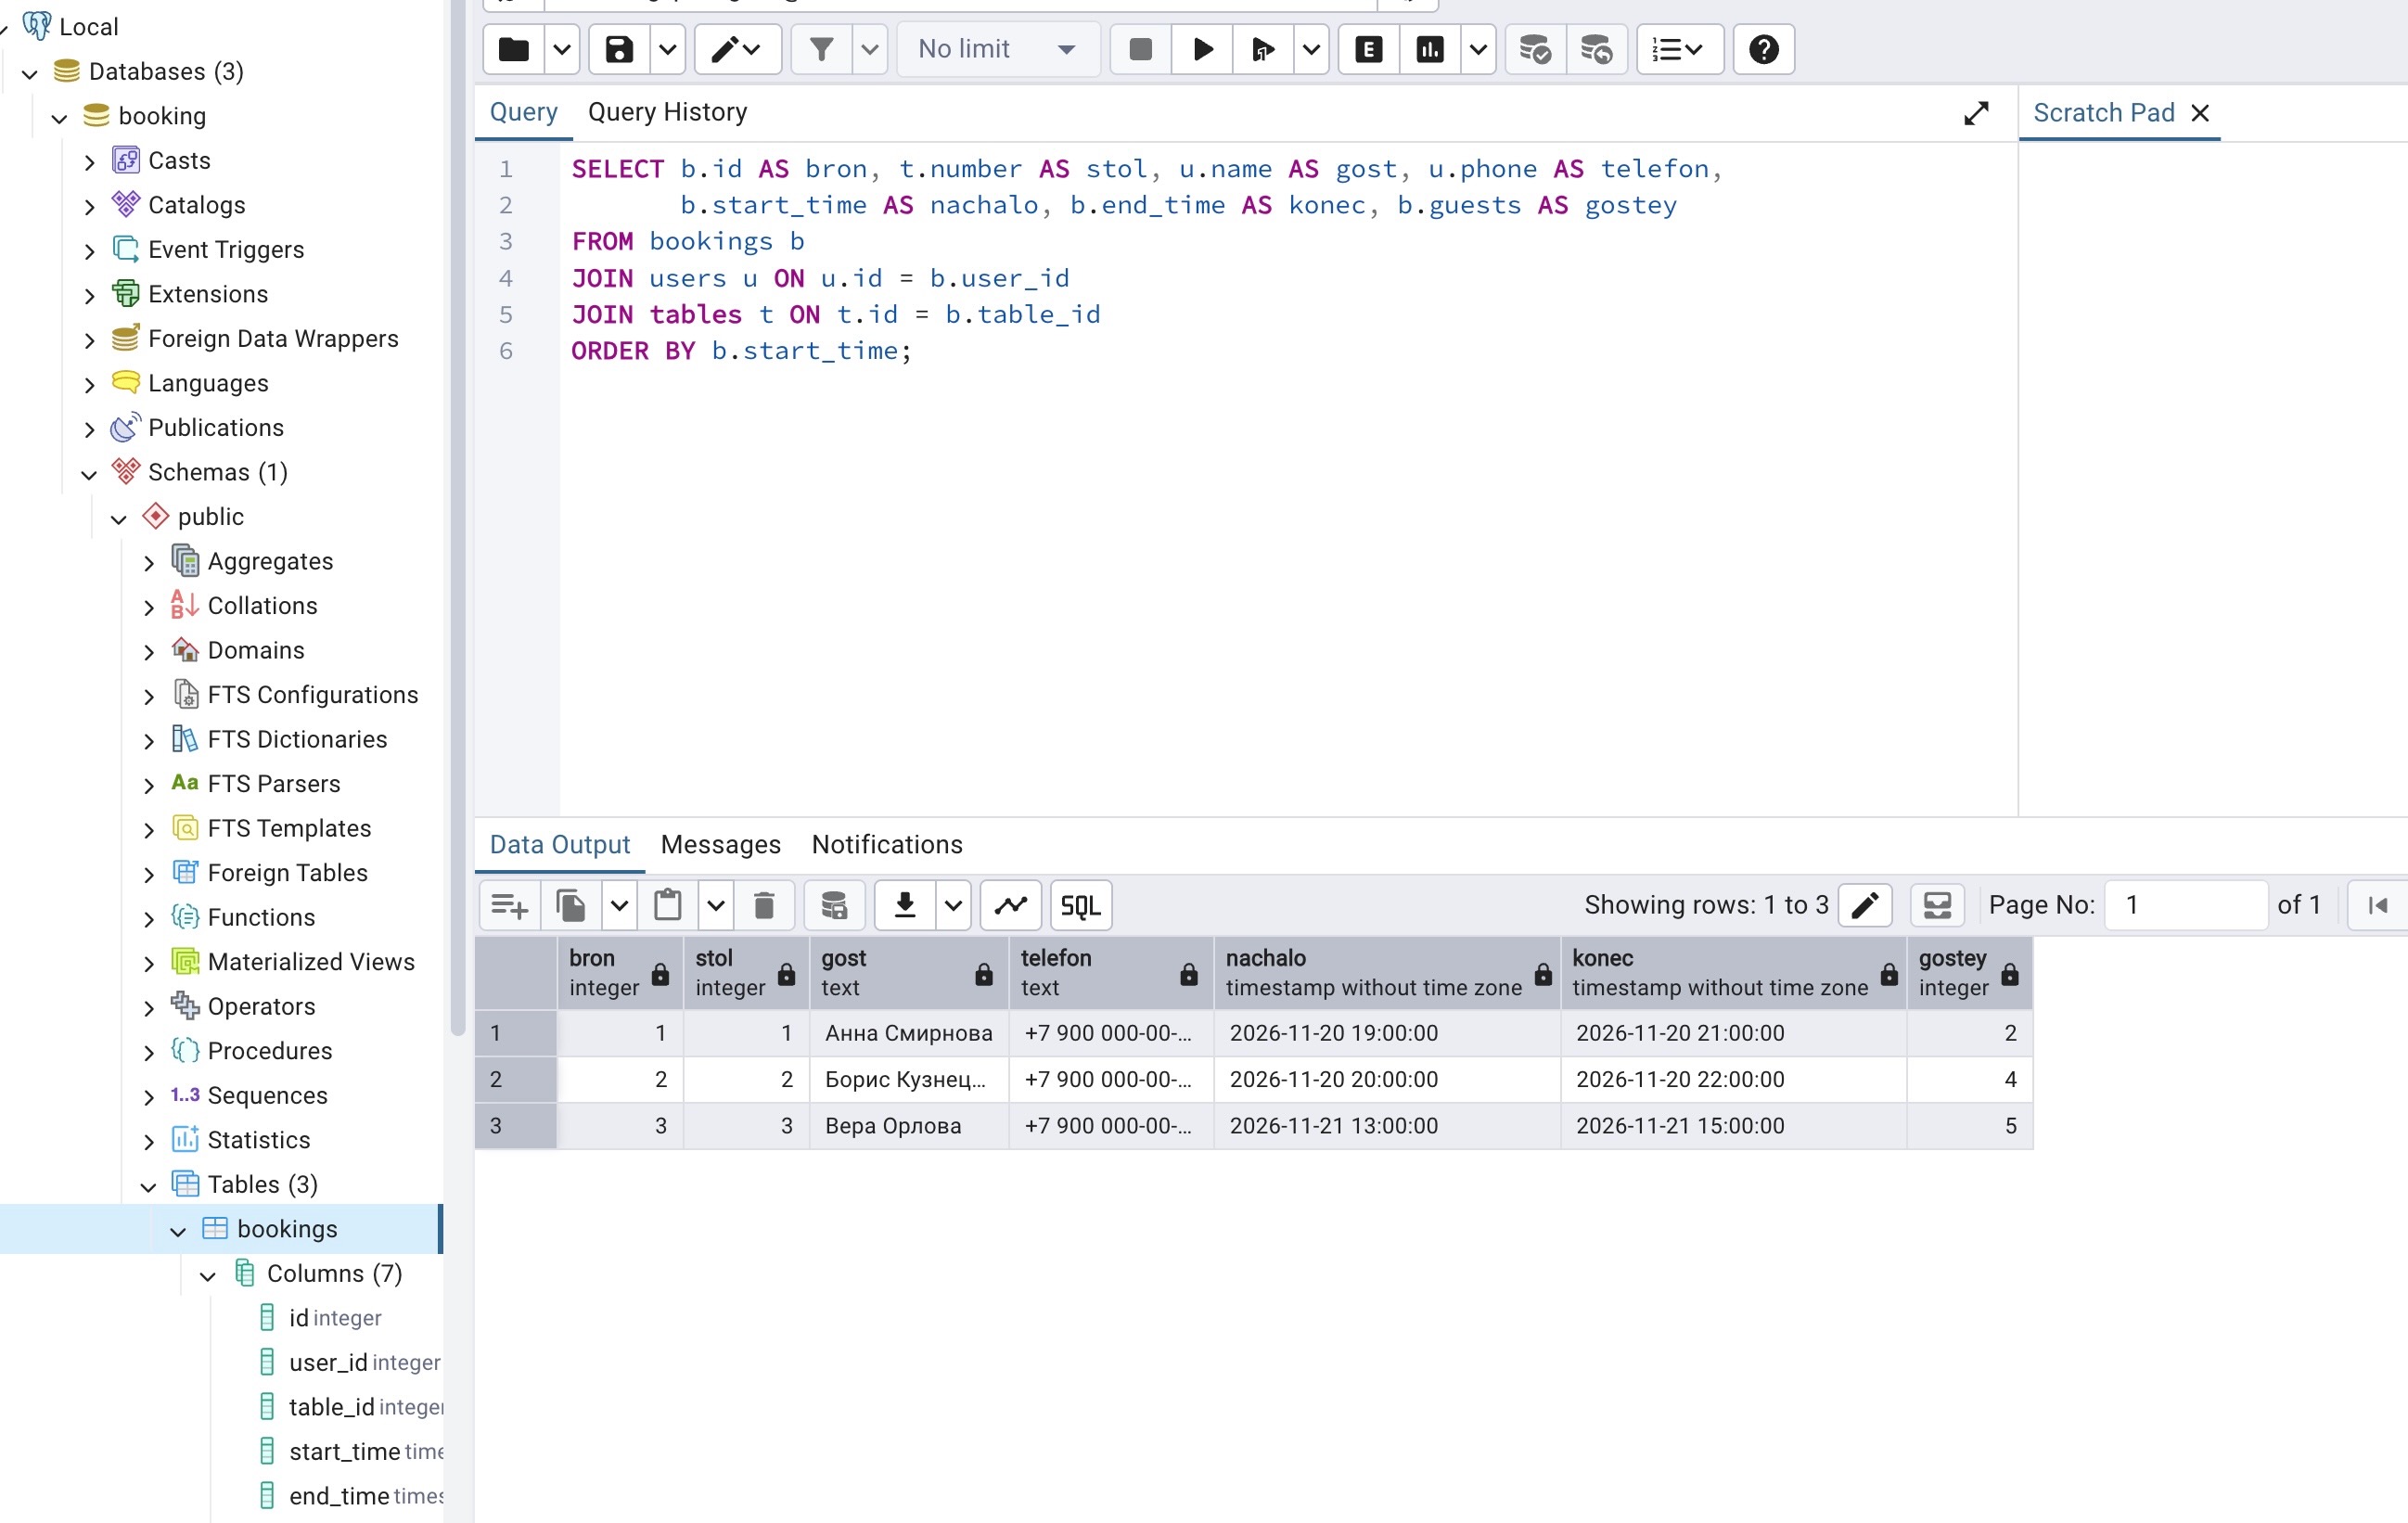 Local
Databases (3)
booking
Casts
Catalogs
Event Triggers
Extensions
Foreign Data Wrappers
Languages
Publications
Schemas (1)
public
Aggregates
Collations
Domains
FTS Configurations
FTS Dictionaries
Aa FTS Parsers
FTS Templates
Foreign Tables
Functions
Materialized Views
Operators
Procedures
1..3 Sequences
Statistics
Tables (3)
bookings
Columns (7)
id integer
user_id integer
table_id integer
start_time time
end_time times
No limit
E
Query Query History
Scratch Pad
1 SELECT b.id AS bron, t.number AS stol, u.name AS gost, u.phone AS telefon,
2 b.start_time AS nachalo, b.end_time AS konec, b.guests AS gostey
3 FROM bookings b
4 JOIN users u ON u.id = b.user_id
5 JOIN tables t ON t.id = b.table_id
6 ORDER BY b.start_time;
Data Output Messages Notifications
SQL Showing rows: 1 to 3 Page No: 1 of 1
bron stol gost telefon nachalo konec gostey
integer integer text text timestamp without time zone timestamp without time zone integer
1 1 1 Анна Смирнова +7 900 000-00-... 2026-11-20 19:00:00 2026-11-20 21:00:00 2
2 2 2 Борис Кузнец... +7 900 000-00-... 2026-11-20 20:00:00 2026-11-20 22:00:00 4
3 3 3 Вера Орлова +7 900 000-00-... 2026-11-21 13:00:00 2026-11-21 15:00:00 5